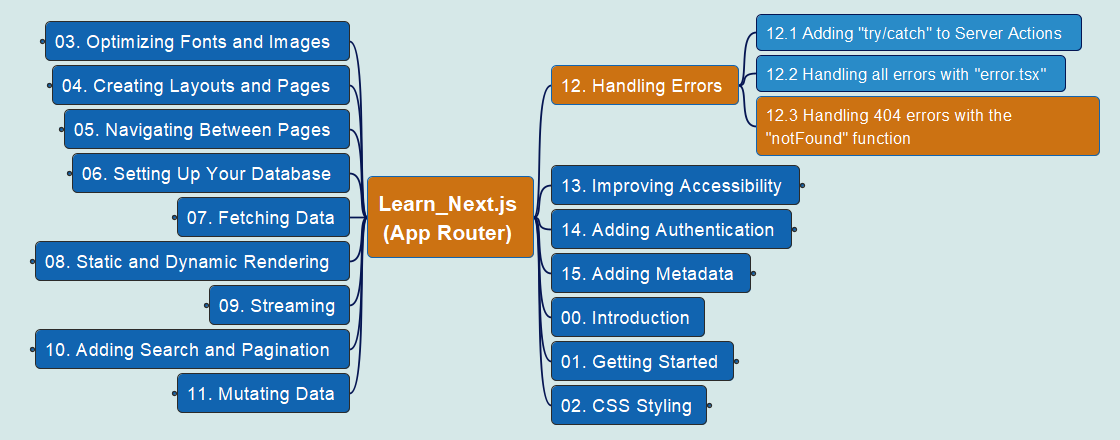 03. Optimizing Fonts and Images
04. Creating Layouts and Pages
05. Navigating Between Pages
06. Setting Up Your Database
07. Fetching Data
08. Static and Dynamic Rendering
09. Streaming
10. Adding Search and Pagination
11. Mutating Data
Learn_Next.js
(App Router)
12. Handling Errors
12.1 Adding "try/catch" to Server Actions
12.2 Handling all errors with "error.tsx"
12.3 Handling 404 errors with the
"notFound" function
13. Improving Accessibility
14. Adding Authentication
15. Adding Metadata
00. Introduction
01. Getting Started
02. CSS Styling